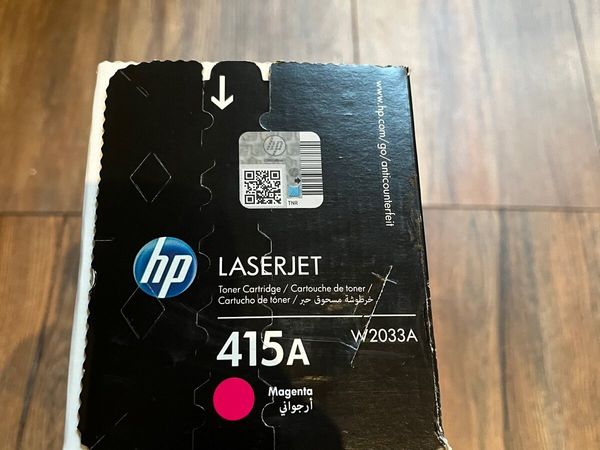 hp
TNR
www.hp.com/go/anticounterfeit
hp
LASERJET
Toner Cartridge / Cartouche de toner /
Cartucho de tóner / خرطوشة مسحوق حبر
415A
W2033A
Magenta
أرجواني